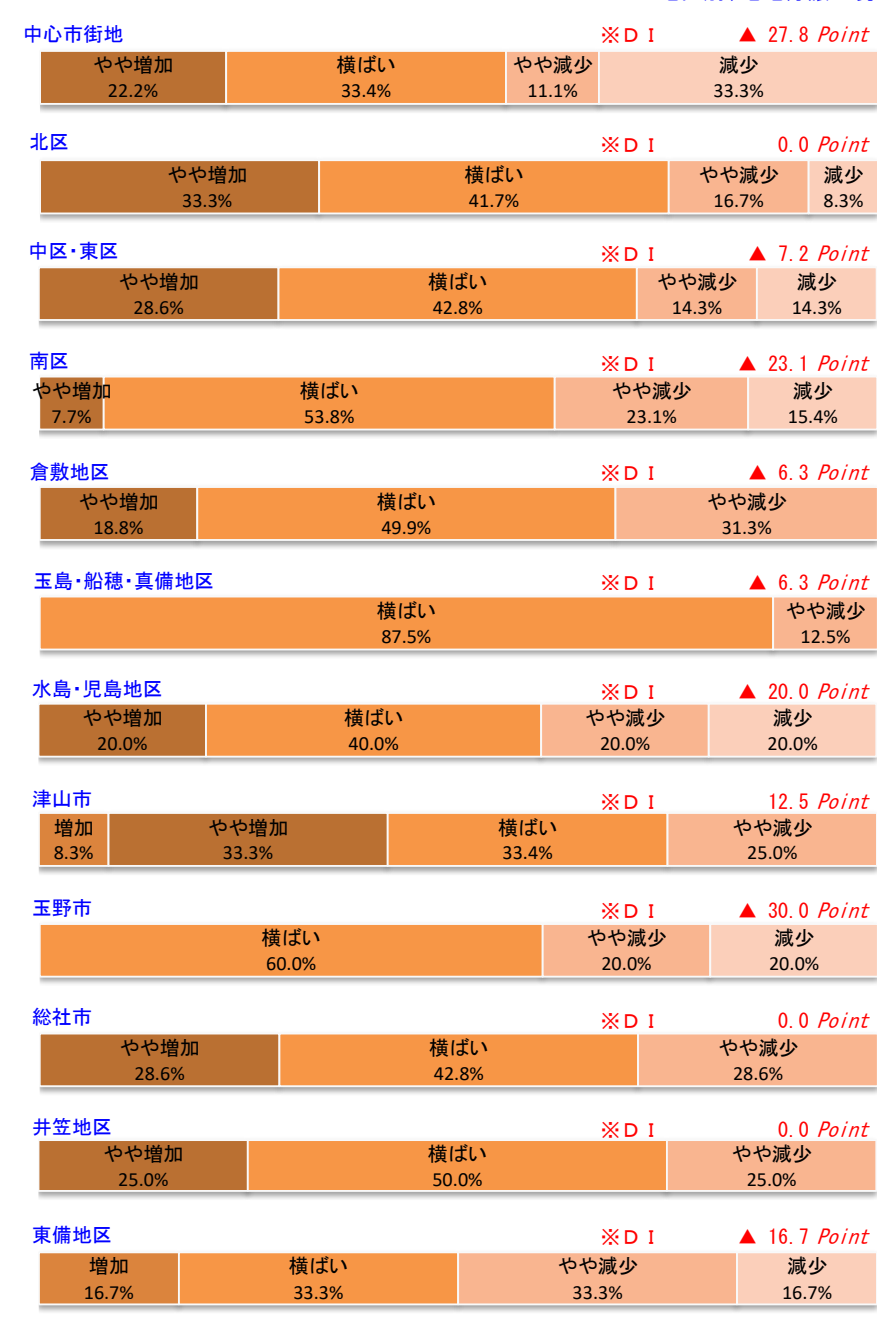 中心市街地 ※DI ▲ 27.8 Point
やや増加 横ばい やや減少 減少
22.2% 33.4% 11.1% 33.3%
北区 ※DI 0.0 Point
やや増加 横ばい やや減少 減少
33.3% 41.7% 16.7% 8.3%
中区・東区 ※DI ▲ 7.2 Point
やや増加 横ばい やや減少 減少
28.6% 42.8% 14.3% 14.3%
南区 ※DI ▲ 23.1 Point
やや増加 横ばい やや減少 減少
7.7% 53.8% 23.1% 15.4%
倉敷地区 ※DI ▲ 6.3 Point
やや増加 横ばい やや減少
18.8% 49.9% 31.3%
玉島・船穂・真備地区 ※DI ▲ 6.3 Point
横ばい やや減少
87.5% 12.5%
水島・児島地区 ※DI ▲ 20.0 Point
やや増加 横ばい やや減少 減少
20.0% 40.0% 20.0% 20.0%
津山市 ※DI 12.5 Point
増加 やや増加 横ばい やや減少
8.3% 33.3% 33.4% 25.0%
玉野市 ※DI ▲ 30.0 Point
横ばい やや減少 減少
60.0% 20.0% 20.0%
総社市 ※DI 0.0 Point
やや増加 横ばい やや減少
28.6% 42.8% 28.6%
井笠地区 ※DI 0.0 Point
やや増加 横ばい やや減少
25.0% 50.0% 25.0%
東備地区 ※DI ▲ 16.7 Point
増加 横ばい やや減少 減少
16.7% 33.3% 33.3% 16.7%